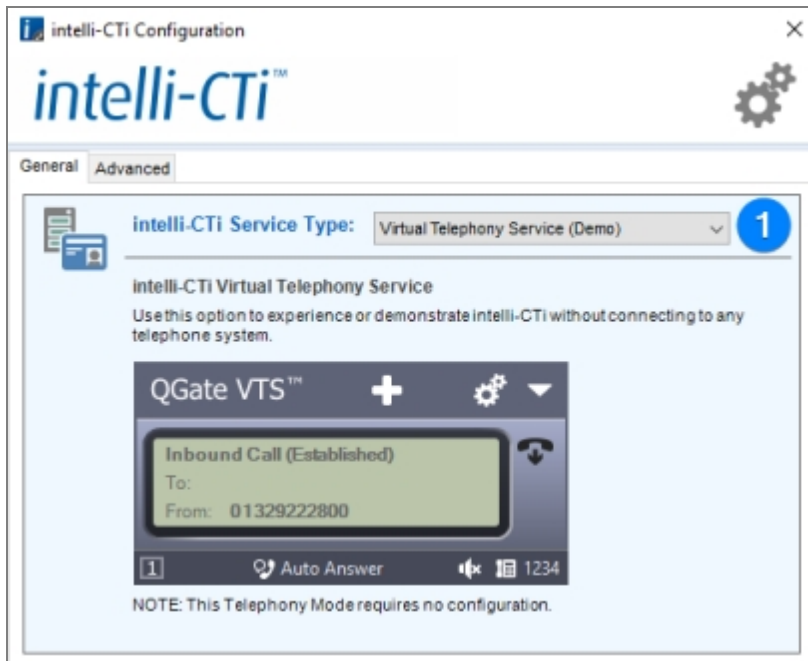 intelli-CTi Configuration
intelli-CTi™
General Advanced
intelli-CTi Service Type: Virtual Telephony Service (Demo) 1
intelli-CTi Virtual Telephony Service
Use this option to experience or demonstrate intelli-CTi without connecting to any
telephone system.
QGate VTS™
Inbound Call (Established)
To:
From: 01329222800
1 Auto Answer 1234
NOTE: This Telephony Mode requires no configuration.